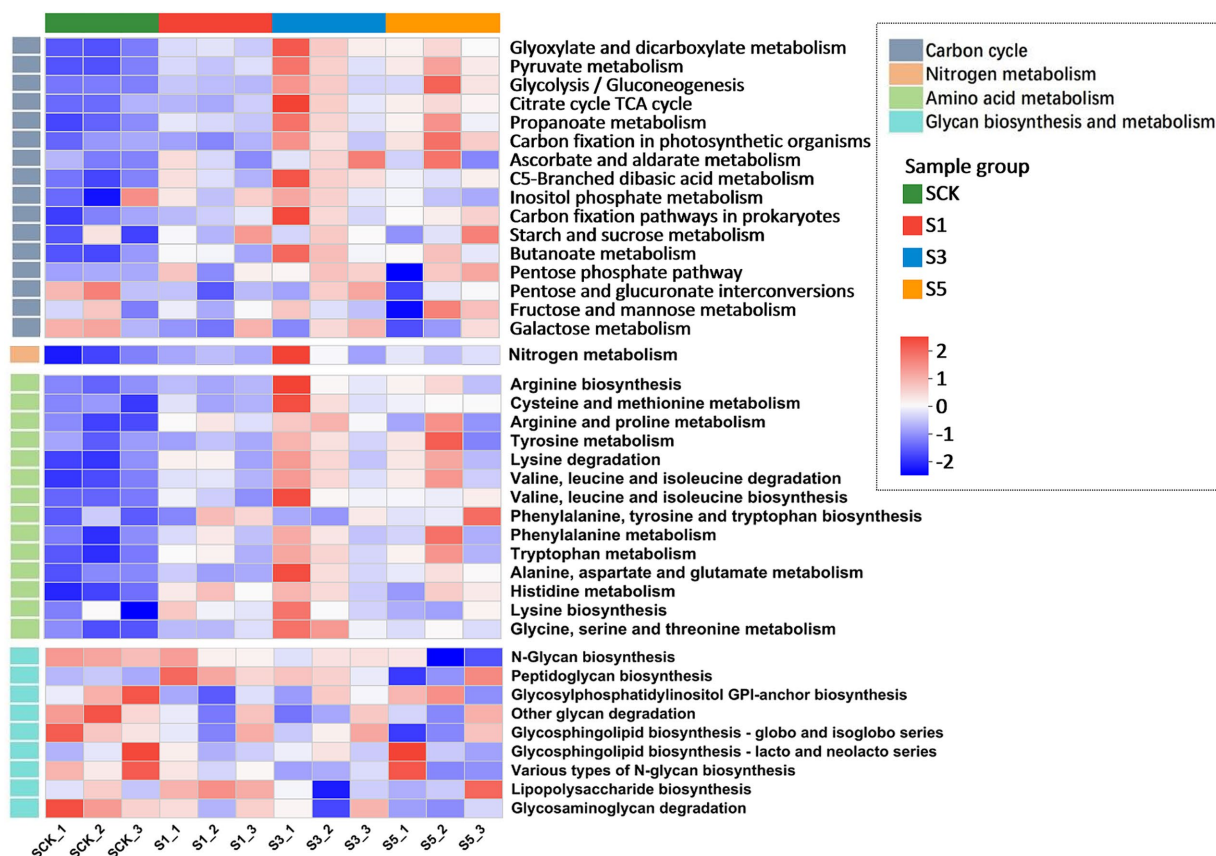 Glyoxylate and dicarboxylate metabolism
Pyruvate metabolism
Glycolysis / Gluconeogenesis
Citrate cycle TCA cycle
Propanoate metabolism
Carbon fixation in photosynthetic organisms
Ascorbate and aldarate metabolism
C5-Branched dibasic acid metabolism
Inositol phosphate metabolism
Carbon fixation pathways in prokaryotes
Starch and sucrose metabolism
Butanoate metabolism
Pentose phosphate pathway
Pentose and glucuronate interconversions
Fructose and mannose metabolism
Galactose metabolism
Nitrogen metabolism
Arginine biosynthesis
Cysteine and methionine metabolism
Arginine and proline metabolism
Tyrosine metabolism
Lysine degradation
Valine, leucine and isoleucine degradation
Valine, leucine and isoleucine biosynthesis
Phenylalanine, tyrosine and tryptophan biosynthesis
Phenylalanine metabolism
Tryptophan metabolism
Alanine, aspartate and glutamate metabolism
Histidine metabolism
Lysine biosynthesis
Glycine, serine and threonine metabolism
N-Glycan biosynthesis
Peptidoglycan biosynthesis
Glycosylphosphatidylinositol GPI-anchor biosynthesis
Other glycan degradation
Glycosphingolipid biosynthesis - globo and isoglobo series
Glycosphingolipid biosynthesis - lacto and neolacto series
Various types of N-glycan biosynthesis
Lipopolysaccharide biosynthesis
Glycosaminoglycan degradation
SCK_1 SCK_2 SCK_3 S1_1 S1_2 S1_3 S3_1 S3_2 S3_3 S5_1 S5_2 S5_3
Carbon cycle
Nitrogen metabolism
Amino acid metabolism
Glycan biosynthesis and metabolism
Sample group
SCK
S1
S3
S5
2
1
0
-1
-2